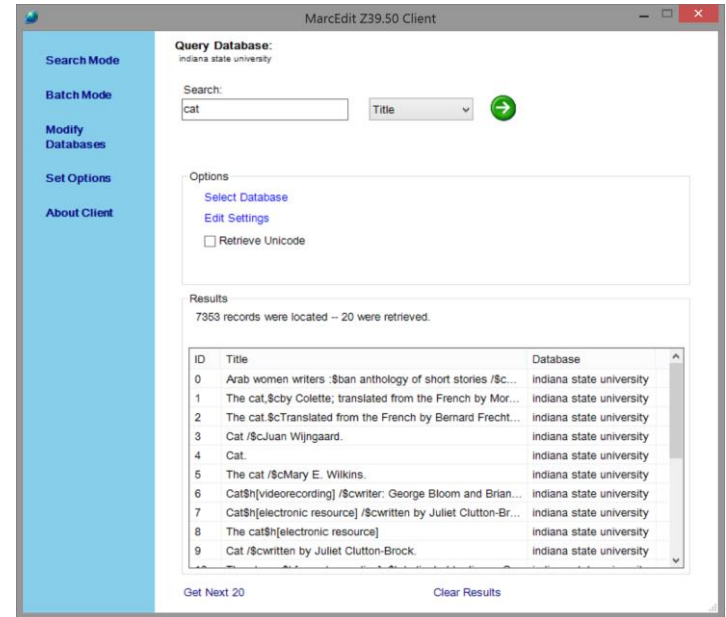 MarcEdit Z39.50 Client
Search Mode
Batch Mode
Modify
Databases
Set Options
About Client
Query Database:
indiana state university
Search:
cat
Title
Options
Select Database
Edit Settings
Retrieve Unicode
Results
7353 records were located -- 20 were retrieved.
ID Title Database
0 Arab women writers :$ban anthology of short stories /$c... indiana state university
1 The cat,$cby Colette; translated from the French by Mor... indiana state university
2 The cat.$cTranslated from the French by Bernard Frecht... indiana state university
3 Cat /$cJuan Wijngaard. indiana state university
4 Cat. indiana state university
5 The cat /$cMary E. Wilkins. indiana state university
6 Cat$h[videorecording] /$cwriter: George Bloom and Brian... indiana state university
7 Cat$h[electronic resource] /$cwritten by Juliet Clutton-Br... indiana state university
8 The cat$h[electronic resource] indiana state university
9 Cat /$cwritten by Juliet Clutton-Brock. indiana state university
Get Next 20
Clear Results